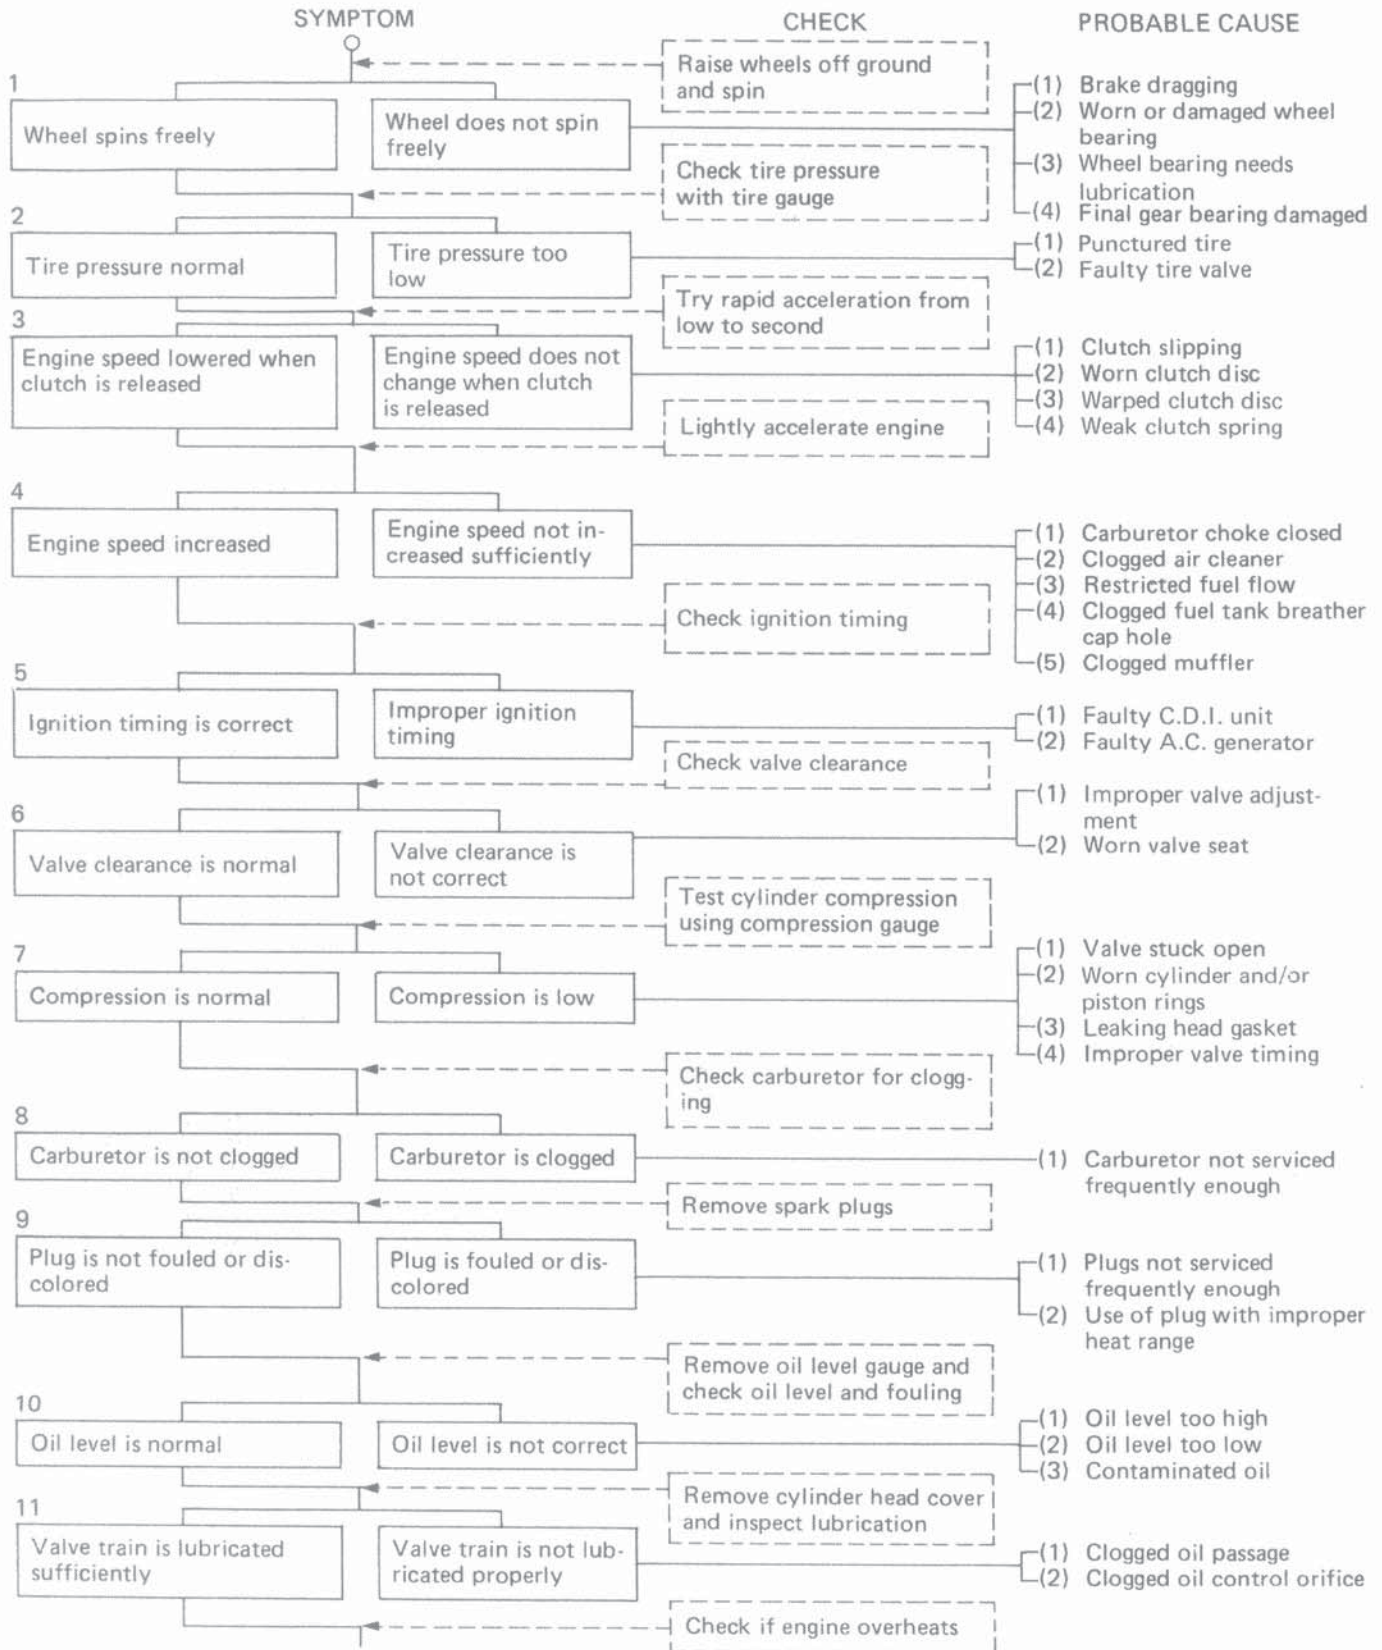 SYMPTOM
CHECK
PROBABLE CAUSE
Raise wheels off ground
and spin
1
Wheel spins freely
Wheel does not spin
freely
(1) Brake dragging
(2) Worn or damaged wheel
bearing
(3) Wheel bearing needs
lubrication
(4) Final gear bearing damaged
Check tire pressure
with tire gauge
2
Tire pressure normal
Tire pressure too
low
(1) Punctured tire
(2) Faulty tire valve
Try rapid acceleration from
low to second
3
Engine speed lowered when
clutch is released
Engine speed does not
change when clutch
is released
(1) Clutch slipping
(2) Worn clutch disc
(3) Warped clutch disc
(4) Weak clutch spring
Lightly accelerate engine
4
Engine speed increased
Engine speed not in-
creased sufficiently
(1) Carburetor choke closed
(2) Clogged air cleaner
(3) Restricted fuel flow
(4) Clogged fuel tank breather
cap hole
(5) Clogged muffler
Check ignition timing
5
Ignition timing is correct
Improper ignition
timing
(1) Faulty C.D.I. unit
(2) Faulty A.C. generator
Check valve clearance
6
Valve clearance is normal
Valve clearance is
not correct
(1) Improper valve adjust-
ment
(2) Worn valve seat
Test cylinder compression
using compression gauge
7
Compression is normal
Compression is low
(1) Valve stuck open
(2) Worn cylinder and/or
piston rings
(3) Leaking head gasket
(4) Improper valve timing
Check carburetor for clogg-
ing
8
Carburetor is not clogged
Carburetor is clogged
(1) Carburetor not serviced
frequently enough
Remove spark plugs
9
Plug is not fouled or dis-
colored
Plug is fouled or dis-
colored
(1) Plugs not serviced
frequently enough
(2) Use of plug with improper
heat range
Remove oil level gauge and
check oil level and fouling
10
Oil level is normal
Oil level is not correct
(1) Oil level too high
(2) Oil level too low
(3) Contaminated oil
Remove cylinder head cover
and inspect lubrication
11
Valve train is lubricated
sufficiently
Valve train is not lub-
ricated properly
(1) Clogged oil passage
(2) Clogged oil control orifice
Check if engine overheats